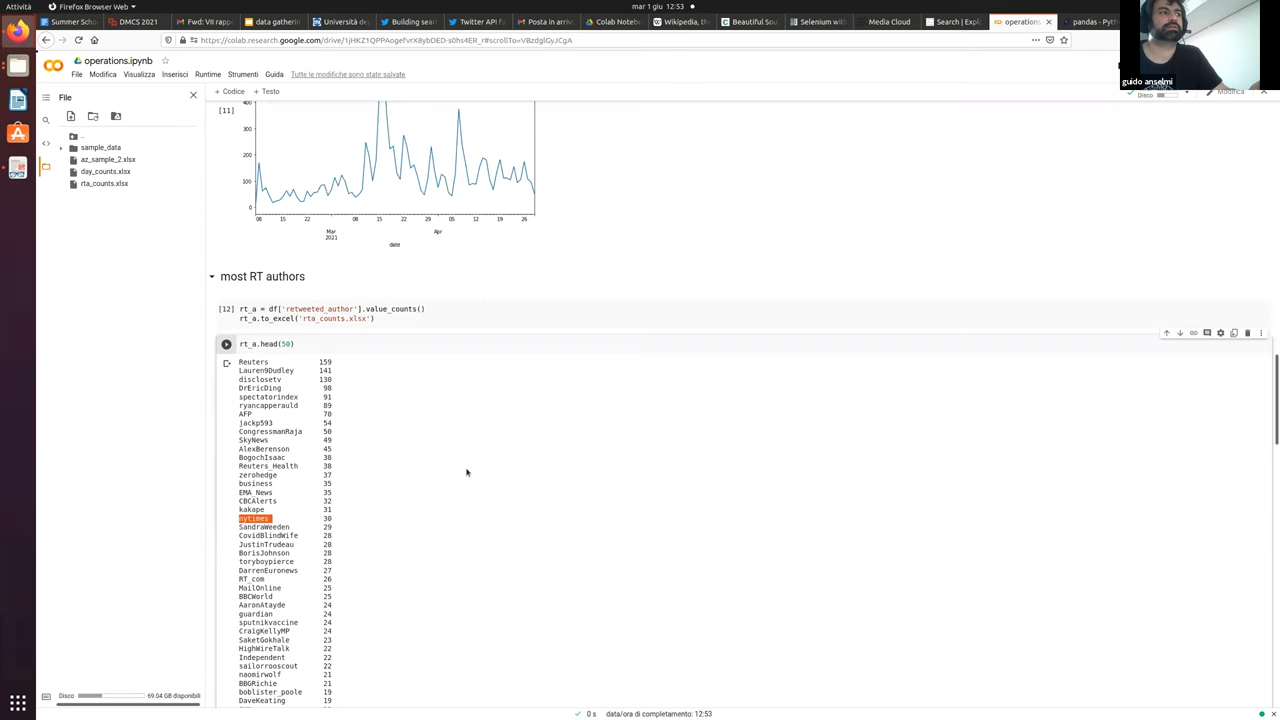 Attività
Firefox Browser Web
mar 1 giu 12:53
Summer Scho
DMCS 2021
Fwd: VII rappo
data gatherin
Università deg
Building searc
Twitter API fo
Posta in arrivo
Colab Notebo
Wikipedia, the
Beautiful Sou
Selenium with
Media Cloud
Search | Explo
operations.
pandas - Pyth
https://colab.research.google.com/drive/1jHKZ1QPPAogefvrX8ybDED-s0hs4ER_r#scrollTo=VBzdglGyJCgA
guido anselmi
operations.ipynb
File Modifica Visualizza Inserisci Runtime Strumenti Guida Tutte le modifiche sono state salvate
+ Codice + Testo
Disco
Modifica
File
..
sample_data
az_sample_2.xlsx
day_counts.xlsx
rta_counts.xlsx
[11]
400
300
200
100
0
08 15 22 08 15 22 29 05 12 19 26
Mar
2021
Apr
date
most RT authors
[12] rt_a = df['retweeted_author'].value_counts()
rt_a.to_excel('rta_counts.xlsx')
rt_a.head(50)
Reuters 159
Lauren9Dudley 141
disclosetv 130
DrEricDing 98
spectatorindex 91
ryancapperauld 89
AFP 70
jackp593 54
CongressmanRaja 50
SkyNews 49
AlexBerenson 45
BogochIsaac 38
Reuters_Health 38
zerohedge 37
business 35
EMA_News 35
CBCAlerts 32
kakape 31
nytimes 30
SandraWeeden 29
CovidBlindWife 28
JustinTrudeau 28
BorisJohnson 28
toryboypierce 28
DarrenEuronews 27
RT_com 26
MailOnline 25
BBCWorld 25
AaronAtayde 24
guardian 24
sputnikvaccine 24
CraigKellyMP 24
SaketGokhale 23
HighWireTalk 22
Independent 22
sailorrooscout 22
naomirwolf 21
BBGRichie 21
boblister_poole 19
DaveKeating 19
Disco 69.04 GB disponibili
0 s data/ora di completamento: 12:53